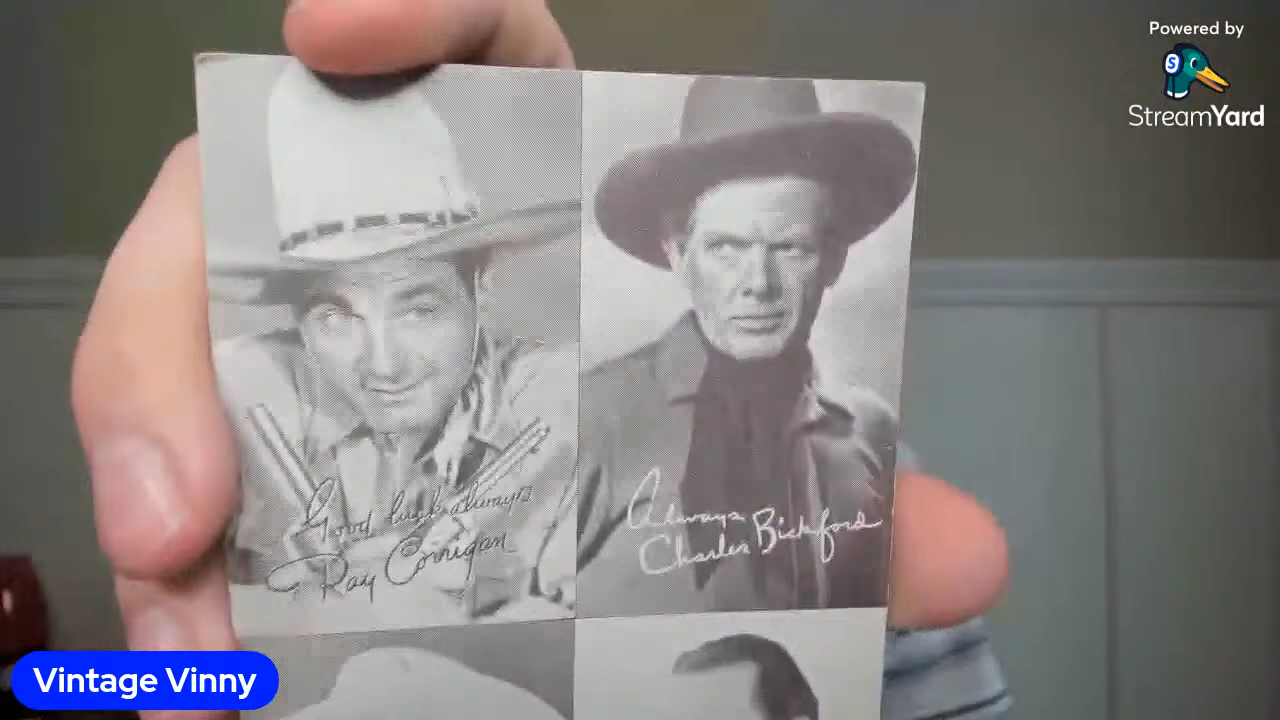 Powered by
StreamYard
Good luck always
Ray Corrigan
Always
Charles Bickford
Vintage Vinny